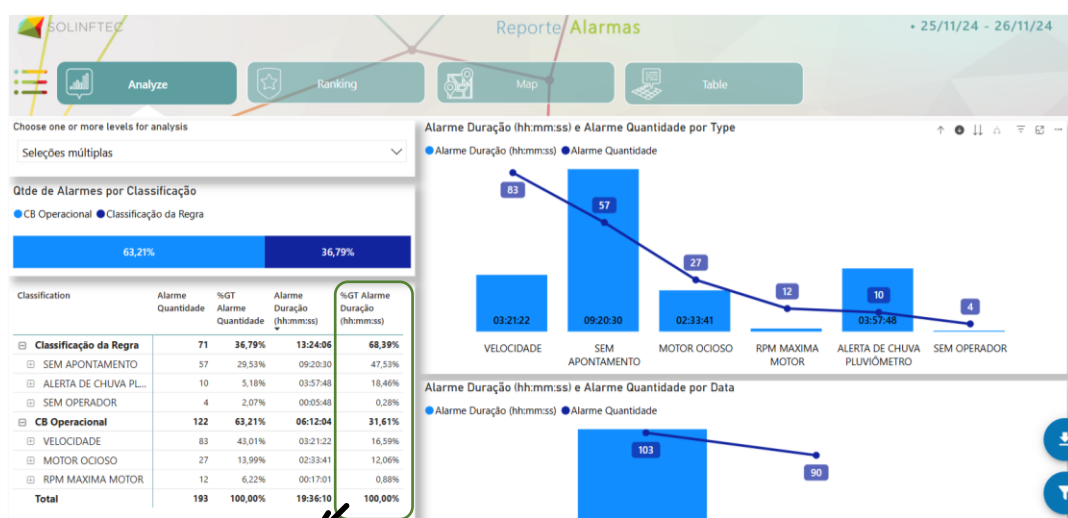 SOLINFTEC
Reporte Alarmas
• 25/11/24 - 26/11/24
Analyze
Ranking
Map
Table
Choose one or more levels for analysis
Seleções múltiplas
Qtde de Alarmes por Classificação
CB Operacional Classificação da Regra
63,21% 36,79%
Classification Alarme Quantidade %GT Alarme Quantidade Alarme Duração (hh:mm:ss) %GT Alarme Duração (hh:mm:ss)
Classificação da Regra 71 36,79% 13:24:06 68,39%
SEM APONTAMENTO 57 29,53% 09:20:30 47,53%
ALERTA DE CHUVA PL... 10 5,18% 03:57:48 18,46%
SEM OPERADOR 4 2,07% 00:05:48 0,28%
CB Operacional 122 63,21% 06:12:04 31,61%
VELOCIDADE 83 43,01% 03:21:22 16,59%
MOTOR OCIOSO 27 13,99% 02:33:41 12,06%
RPM MAXIMA MOTOR 12 6,22% 00:17:01 0,88%
Total 193 100,00% 19:36:10 100,00%
Alarme Duração (hh:mm:ss) e Alarme Quantidade por Type
Alarme Duração (hh:mm:ss) Alarme Quantidade
83
57
27
12
10
4
03:21:22
09:20:30
02:33:41
03:57:48
VELOCIDADE
SEM APONTAMENTO
MOTOR OCIOSO
RPM MAXIMA MOTOR
ALERTA DE CHUVA PLUVIÔMETRO
SEM OPERADOR
Alarme Duração (hh:mm:ss) e Alarme Quantidade por Data
Alarme Duração (hh:mm:ss) Alarme Quantidade
103
90